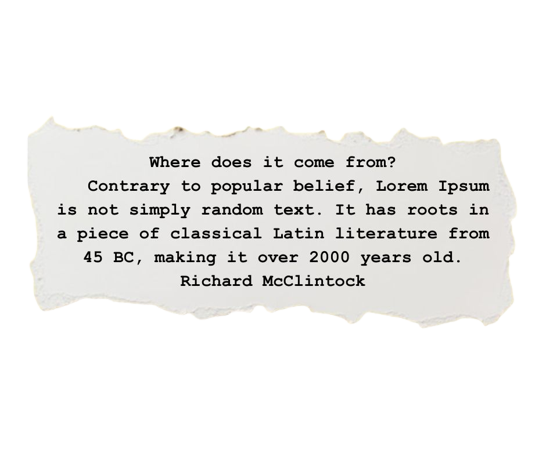 Where does it come from?
Contrary to popular belief, Lorem Ipsum
is not simply random text. It has roots in
a piece of classical Latin literature from
45 BC, making it over 2000 years old.
Richard McClintock